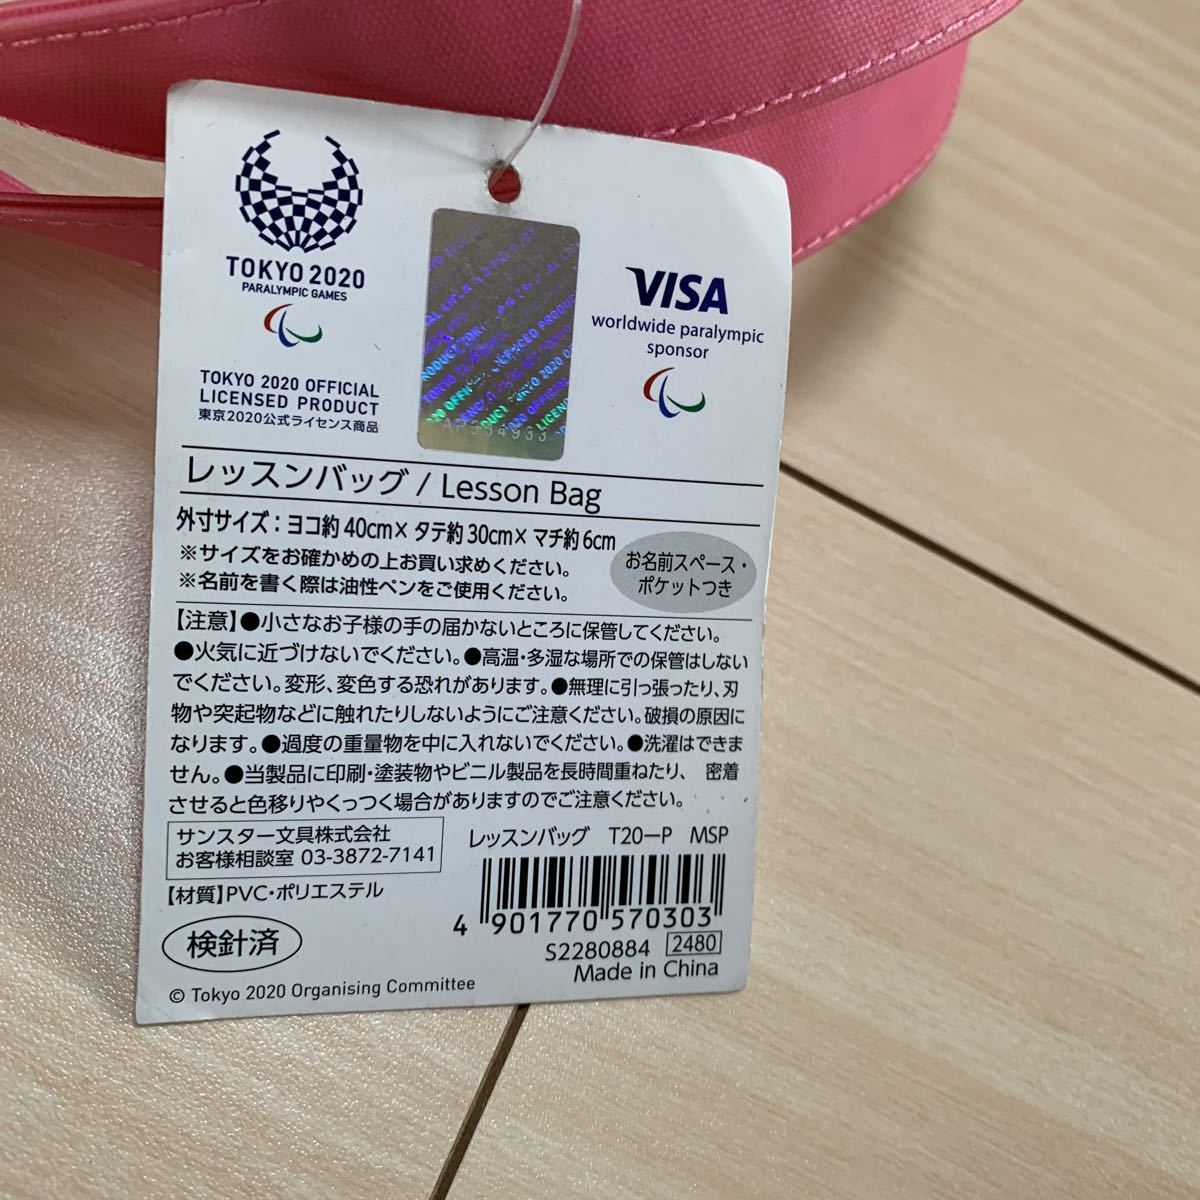 TOKYO 2020
PARALYMPIC GAMES
TOKYO 2020 OFFICIAL
LICENSED PRODUCT
東京2020公式ライセンス商品
VISA
worldwide paralympic
sponsor
レッスンバッグ / Lesson Bag
外寸サイズ：ヨコ約40cm×タテ約30cm×マチ約6cm
※サイズをお確かめの上お買い求めください。
※名前を書く際は油性ペンをご使用ください。
お名前スペース・
ポケットつき
【注意】●小さなお子様の手の届かないところに保管してください。
●火気に近づけないでください。●高温・多湿な場所での保管はしない
でください。変形、変色する恐れがあります。●無理に引っ張ったり、刃
物や突起物などに触れたりしないようにご注意ください。破損の原因に
なります。●過度の重量物を中に入れないでください。●洗濯はできま
せん。●当製品に印刷・塗装物やビニル製品を長時間重ねたり、密着
させると色移りやくっつく場合がありますのでご注意ください。
サンスター文具株式会社
お客様相談室 03-3872-7141
【材質】PVC・ポリエステル
検針済
レッスンバッグ T20ーP MSP
4 901770 570303
S2280884 2480
Made in China
© Tokyo 2020 Organising Committee